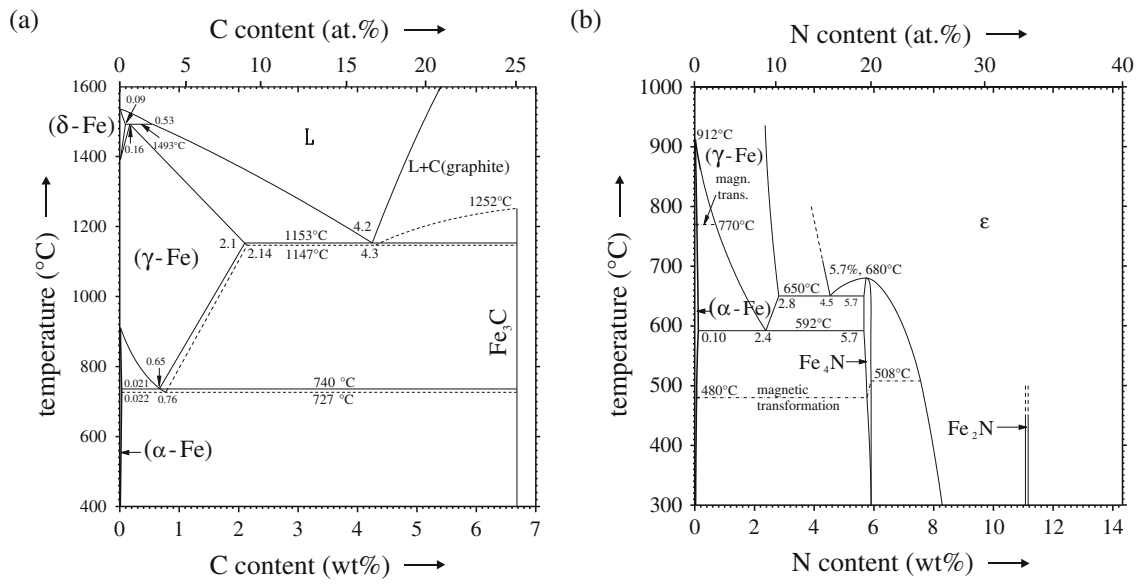 (a)
C content (at.%)
0 5 10 15 20 25
1600
1400
1200
1000
800
600
400
temperature (°C)
0.09
(δ-Fe)
0.53
1493°C
0.16
L
L+C(graphite)
1252°C
4.2
1153°C
2.1
2.14
1147°C
4.3
(γ-Fe)
Fe3C
0.65
0.021
740 °C
0.022
0.76
727 °C
(α-Fe)
0 1 2 3 4 5 6 7
C content (wt%)
(b)
N content (at.%)
0 10 20 30 40
1000
900
800
700
600
500
400
300
temperature (°C)
912°C
(γ-Fe)
magn.
trans.
770°C
ε
5.7%, 680°C
650°C
2.8
4.5
5.7
(α-Fe)
592°C
0.10
2.4
5.7
Fe4N
508°C
480°C
magnetic
transformation
Fe2N
0 2 4 6 8 10 12 14
N content (wt%)